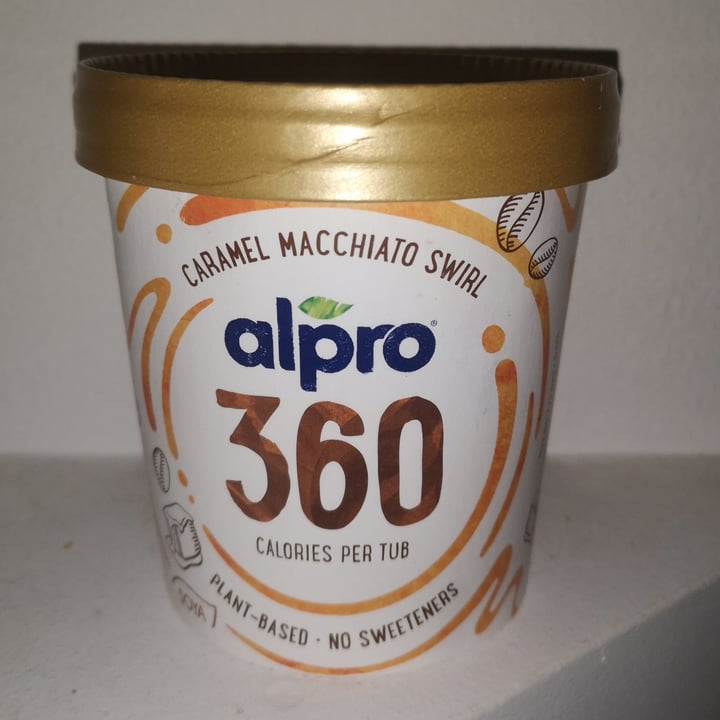 CARAMEL MACCHIATO SWIRL
alpro®
360
CALORIES PER TUB
PLANT-BASED · NO SWEETENERS
SOYA